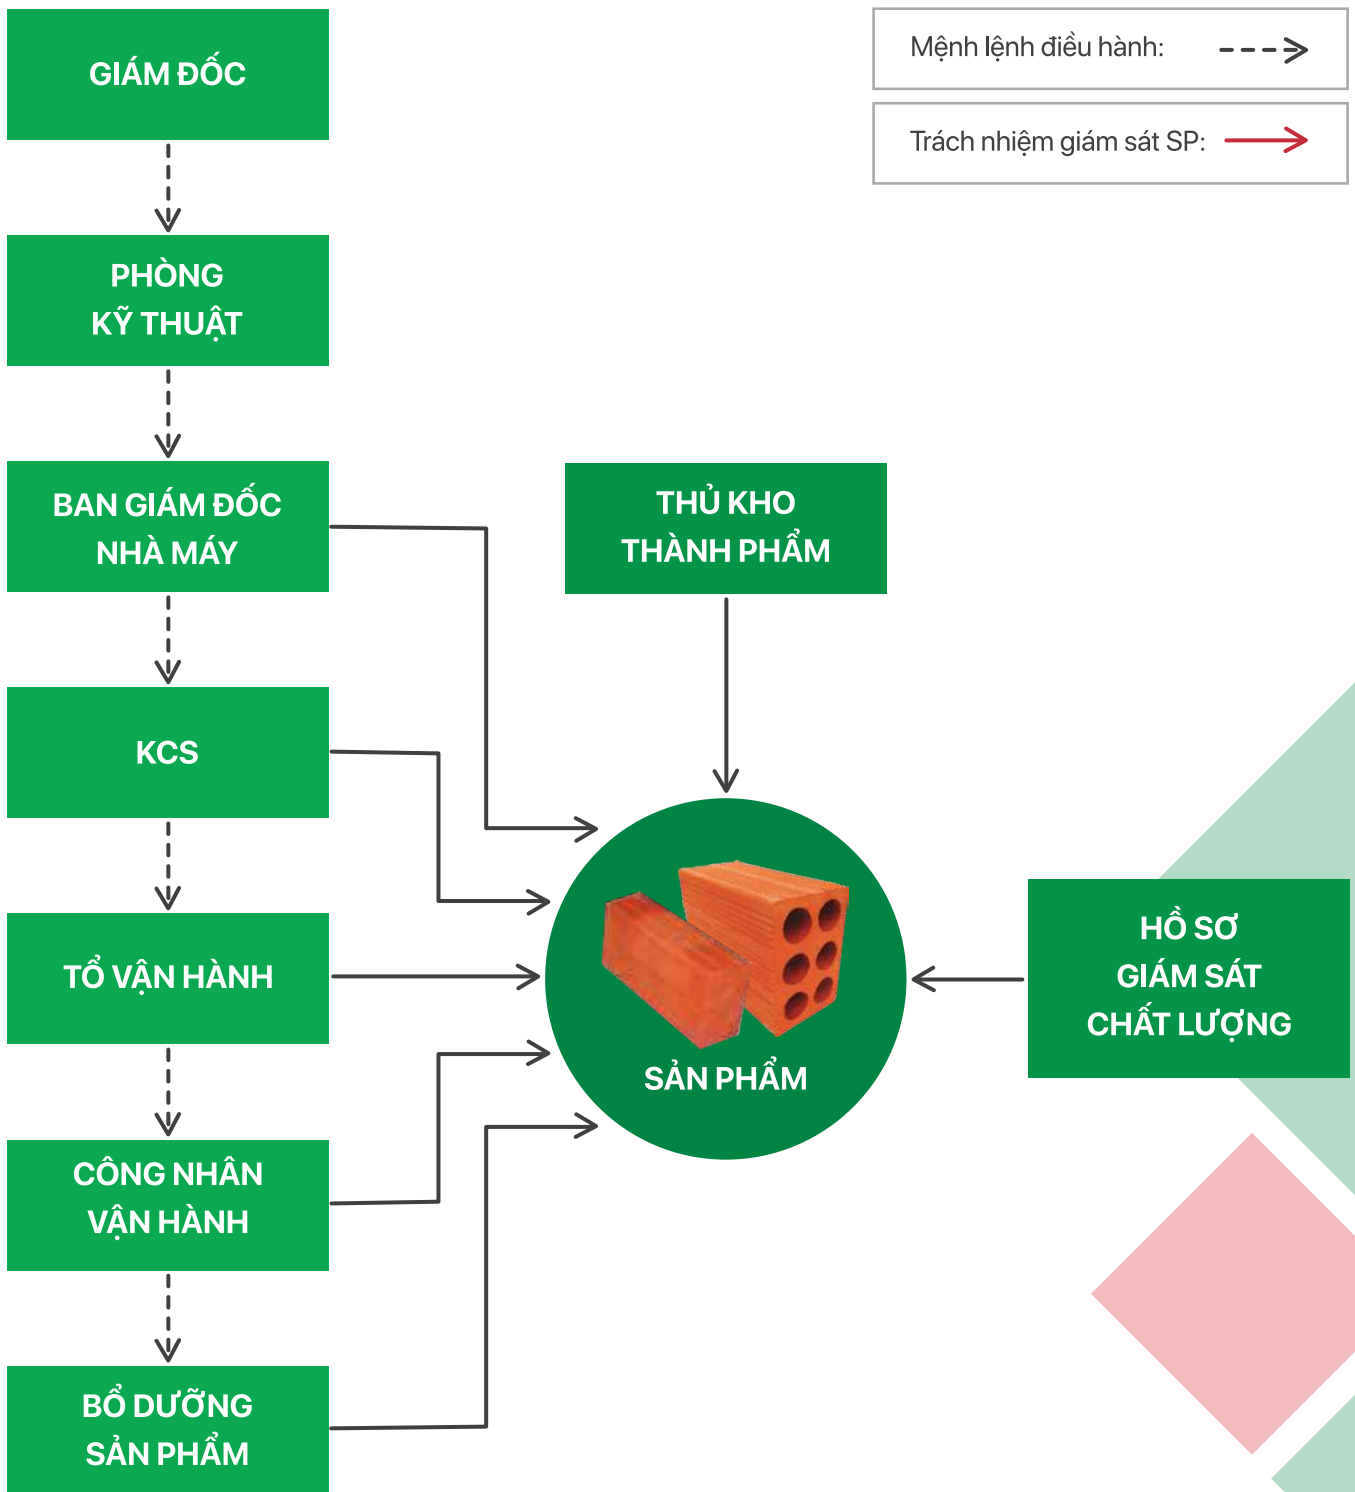 GIÁM ĐỐC
Mệnh lệnh điều hành:
Trách nhiệm giám sát SP:
PHÒNG
KỸ THUẬT
BAN GIÁM ĐỐC
NHÀ MÁY
THỦ KHO
THÀNH PHẨM
KCS
TỔ VẬN HÀNH
HỒ SƠ
GIÁM SÁT
CHẤT LƯỢNG
SẢN PHẨM
CÔNG NHÂN
VẬN HÀNH
BỔ DƯỠNG
SẢN PHẨM